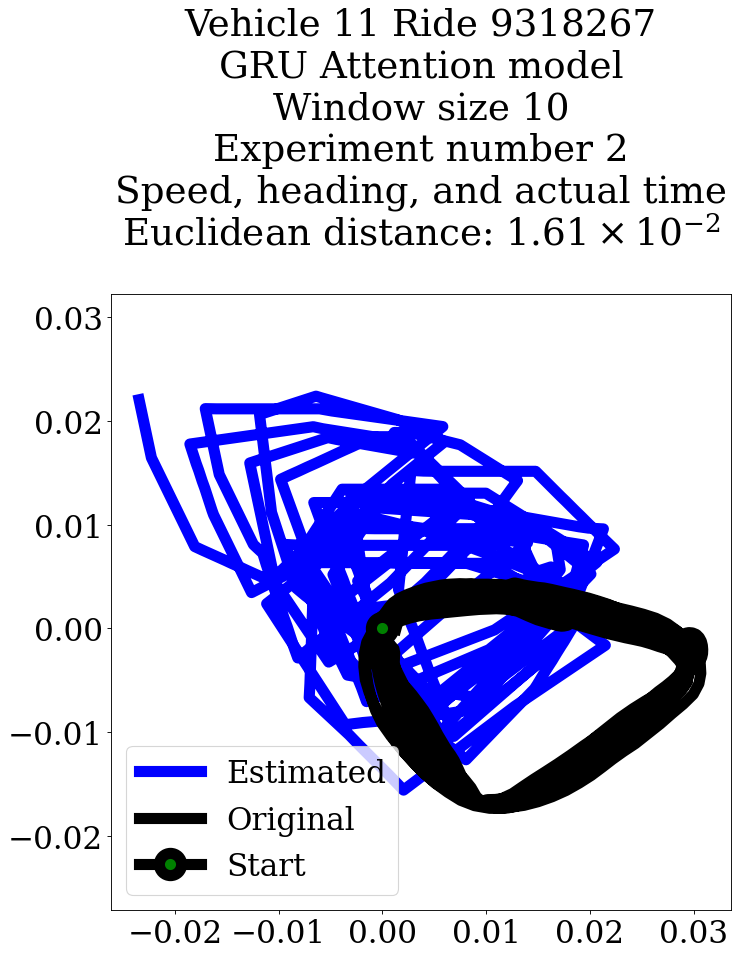 Vehicle 11 Ride 9318267
GRU Attention model
Window size 10
Experiment number 2
Speed, heading, and actual time
Euclidean distance: 1.61 × 10⁻²
0.03
0.02
0.01
0.00
−0.01
−0.02
Estimated
Original
Start
−0.02 −0.01 0.00 0.01 0.02 0.03